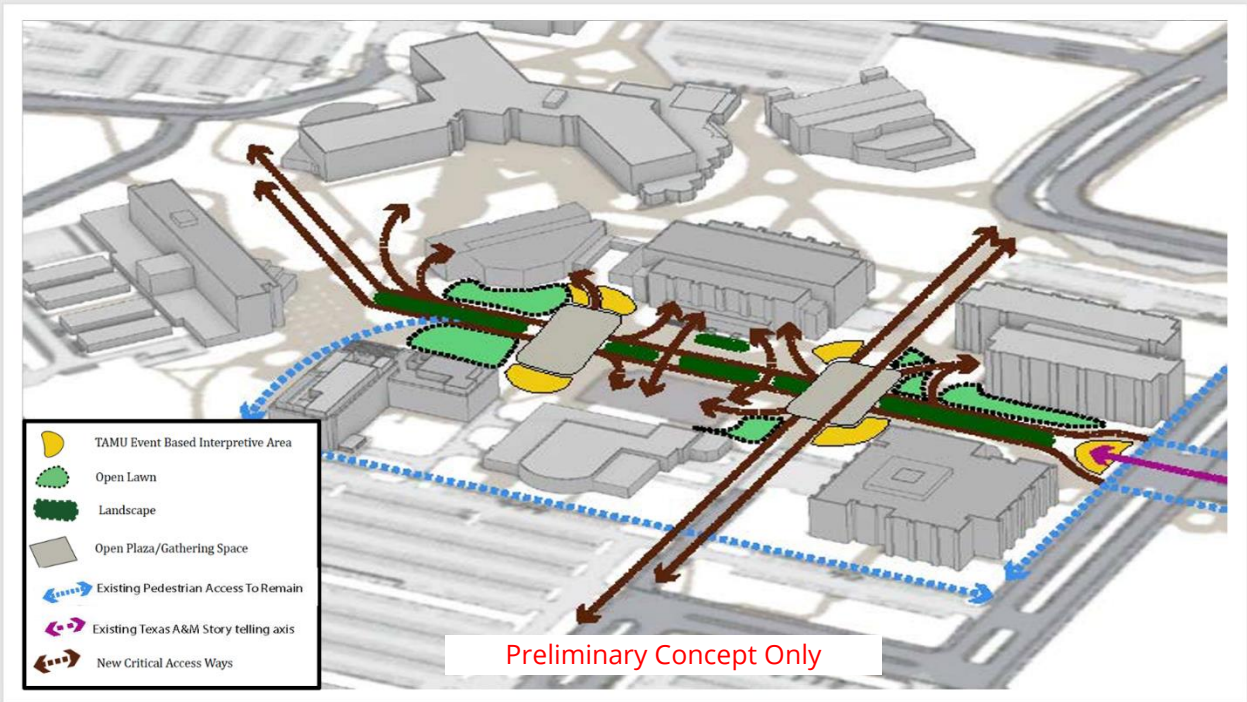 TAMU Event Based Interpretive Area
Open Lawn
Landscape
Open Plaza/Gathering Space
Existing Pedestrian Access To Remain
Existing Texas A&M Story telling axis
New Critical Access Ways
Preliminary Concept Only